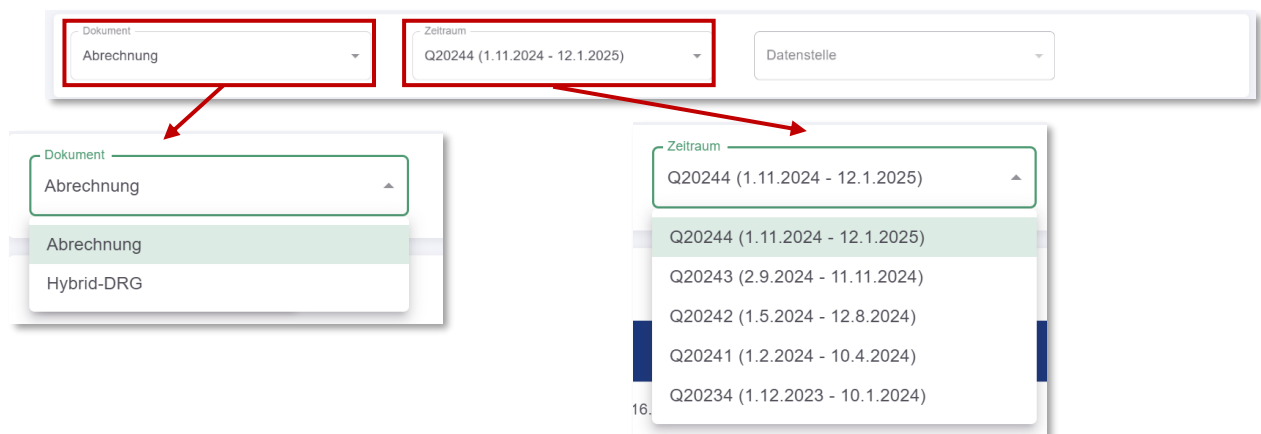 Dokument
Abrechnung
Zeitraum
Q20244 (1.11.2024 - 12.1.2025)
Datenstelle
Dokument
Abrechnung
Abrechnung
Hybrid-DRG
Zeitraum
Q20244 (1.11.2024 - 12.1.2025)
Q20244 (1.11.2024 - 12.1.2025)
Q20243 (2.9.2024 - 11.11.2024)
Q20242 (1.5.2024 - 12.8.2024)
Q20241 (1.2.2024 - 10.4.2024)
Q20234 (1.12.2023 - 10.1.2024)
16.